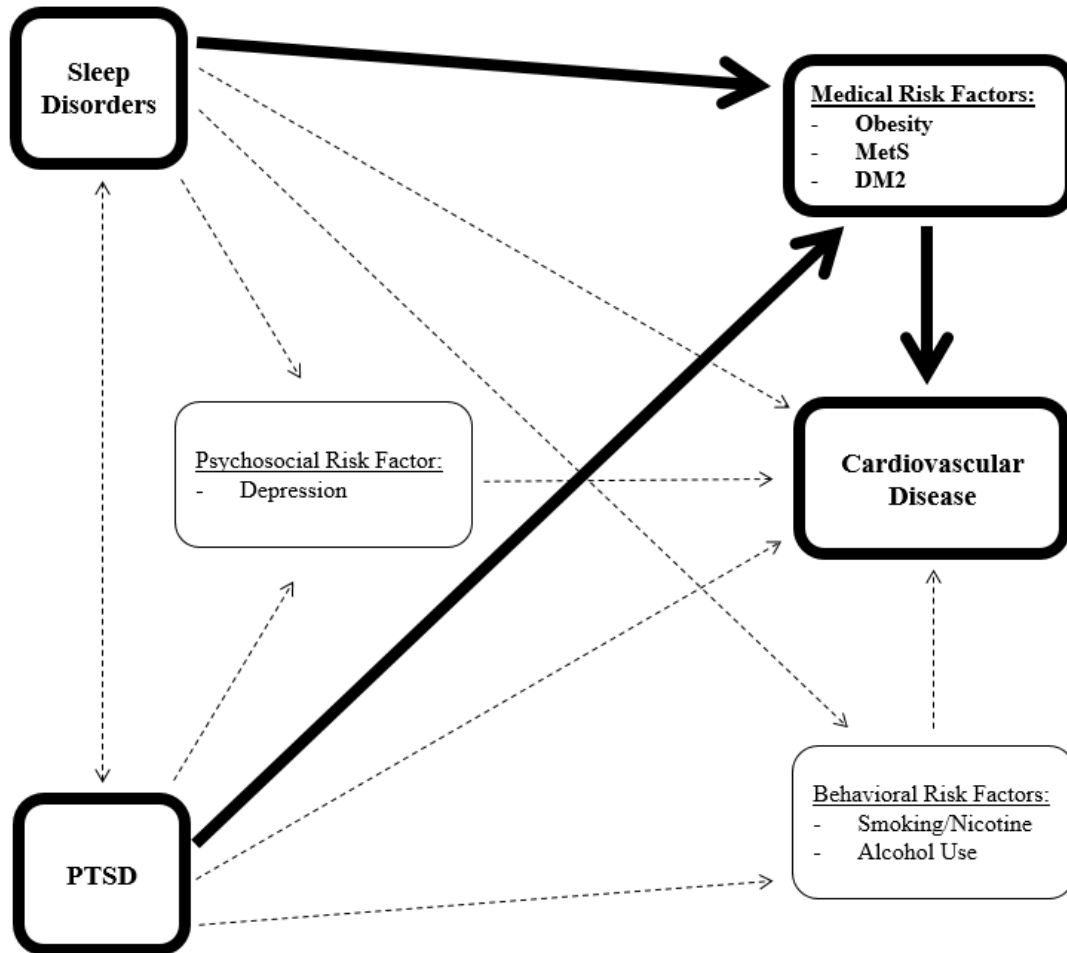 Sleep
Disorders
Medical Risk Factors:
- Obesity
- MetS
- DM2
Psychosocial Risk Factor:
- Depression
Cardiovascular
Disease
PTSD
Behavioral Risk Factors:
- Smoking/Nicotine
- Alcohol Use